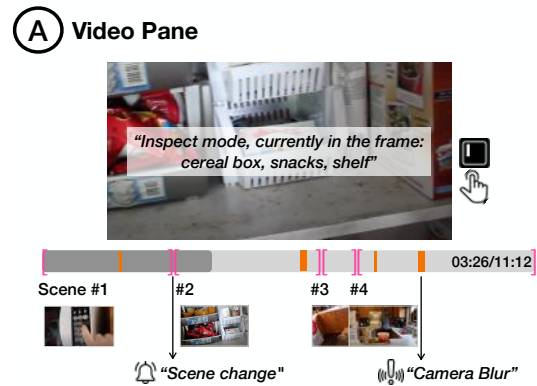 A Video Pane
“Inspect mode, currently in the frame:
cereal box, snacks, shelf”
03:26/11:12
Scene #1 #2 #3 #4
“Scene change"
“Camera Blur”